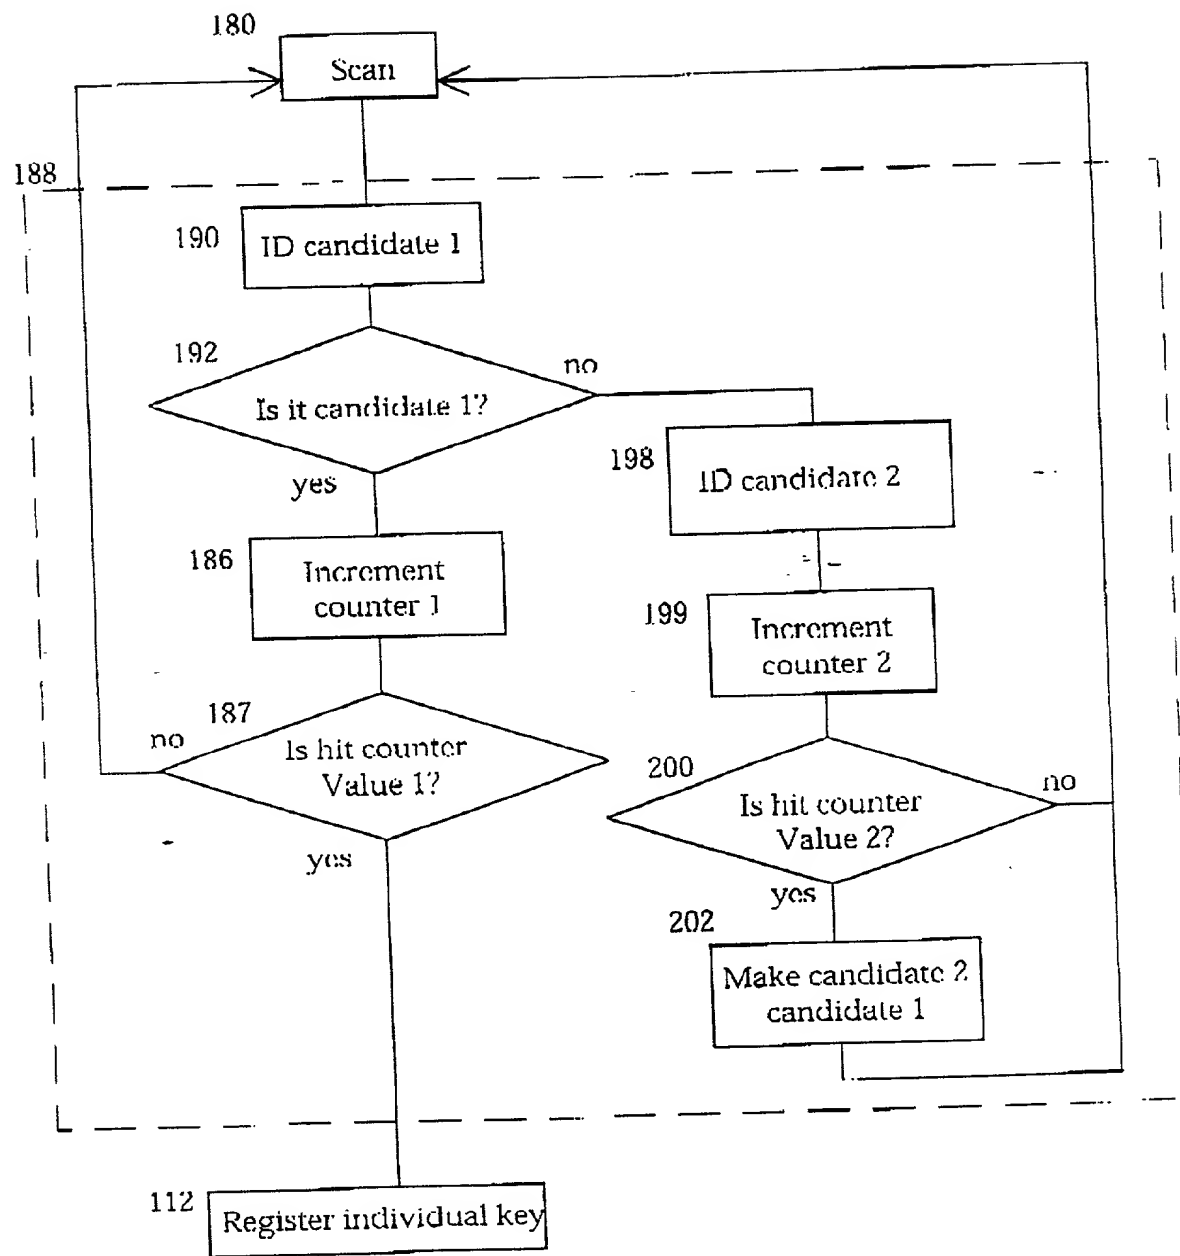 180
Scan
188
190
ID candidate 1
192
no
Is it candidate 1?
yes
198
ID candidate 2
186
Increment
counter 1
199
Increment
counter 2
187
no
Is hit counter
Value 1?
yes
200
no
Is hit counter
Value 2?
yes
202
Make candidate 2
candidate 1
112
Register individual key